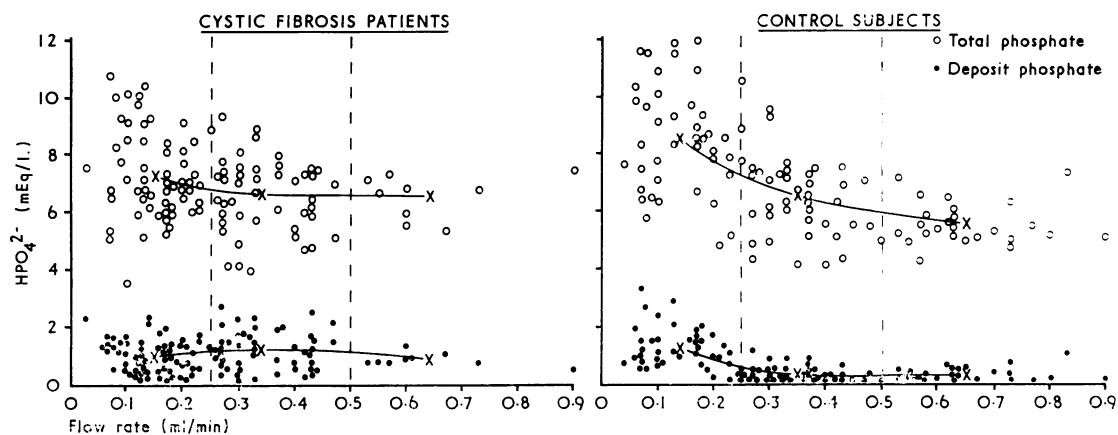 CYSTIC FIBROSIS PATIENTS
CONTROL SUBJECTS
○ Total phosphate
• Deposit phosphate
HPO₄²⁻ (mEq/l.)
12
10
8
6
4
2
0
0 0·1 0·2 0·3 0·4 0·5 0·6 0·7 0·8 0·9
0 0·1 0·2 0·3 0·4 0·5 0·6 0·7 0·8 0·9
Flow rate (ml/min)